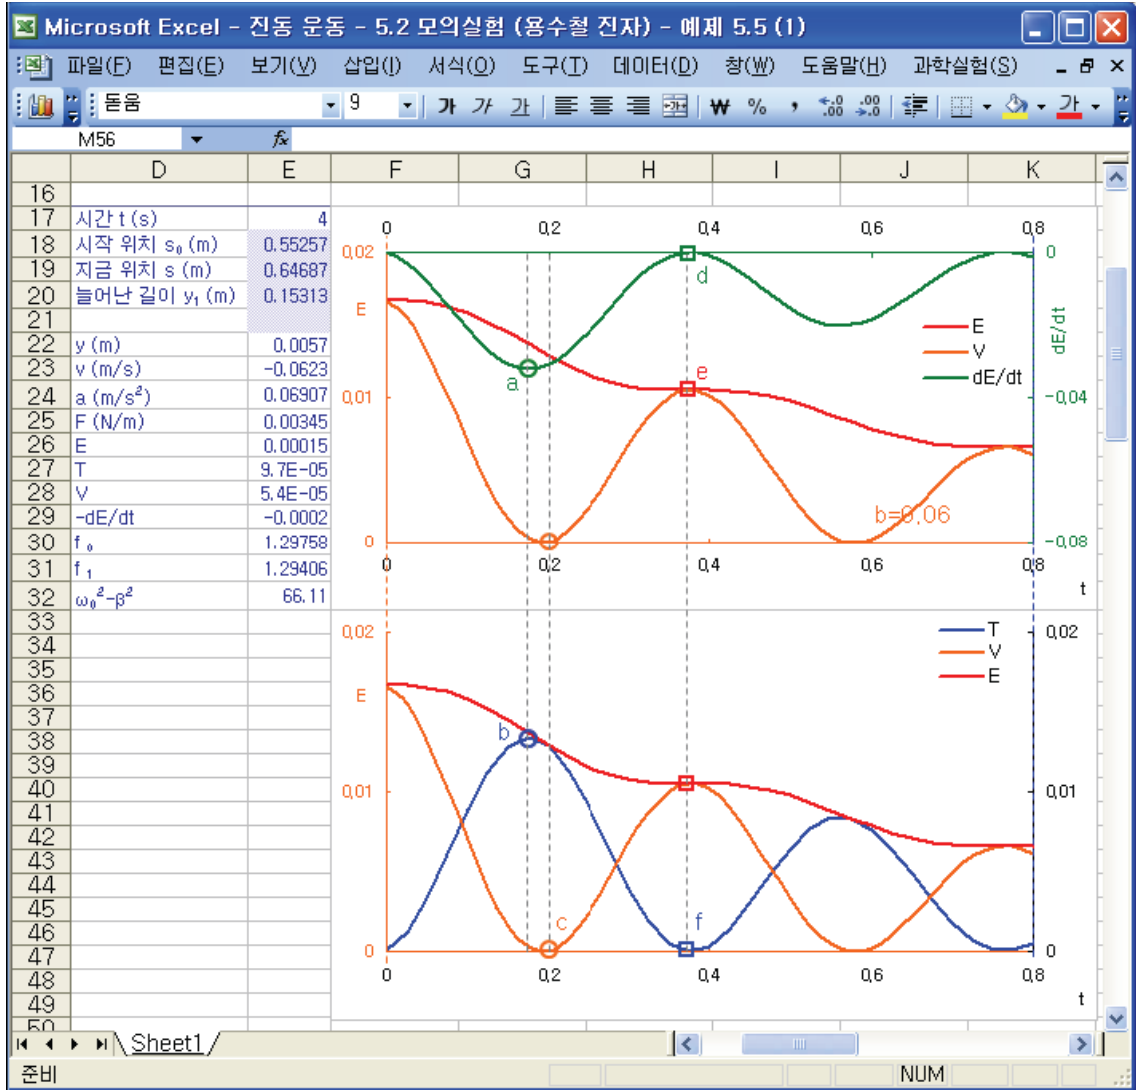 Microsoft Excel - 진동 운동 - 5.2 모의실험 (용수철 진자) - 예제 5.5 (1)
파일(F) 편집(E) 보기(V) 삽입(I) 서식(O) 도구(T) 데이터(D) 창(W) 도움말(H) 과학실험(S)
돋움 9 가 가 가 ₩ % , 가
M56 fx
D E F G H I J K
16
17 시간 t (s) 4
18 시작 위치 s₀ (m) 0.55257
19 지금 위치 s (m) 0.64687
20 늘어난 길이 y₁ (m) 0.15313
21
22 y (m) 0.0057
23 v (m/s) -0.0623
24 a (m/s²) 0.06907
25 F (N/m) 0.00345
26 E 0.00015
27 T 9.7E-05
28 V 5.4E-05
29 -dE/dt -0.0002
30 f₀ 1.29758
31 f₁ 1.29406
32 ω₀²-β² 66.11
33
34
35
36
37
38
39
40
41
42
43
44
45
46
47
48
49
50
0 0.2 0.4 0.6 0.8
0.02 0
E
d
E
V
dE/dt
dE/dt
a
e
0.01 -0.04
b=0.06
0 -0.08
0 0.2 0.4 0.6 0.8
t
0.02 0.02
T
V
E
E
b
0.01 0.01
c f
0 0
0 0.2 0.4 0.6 0.8
t
Sheet1
준비 NUM